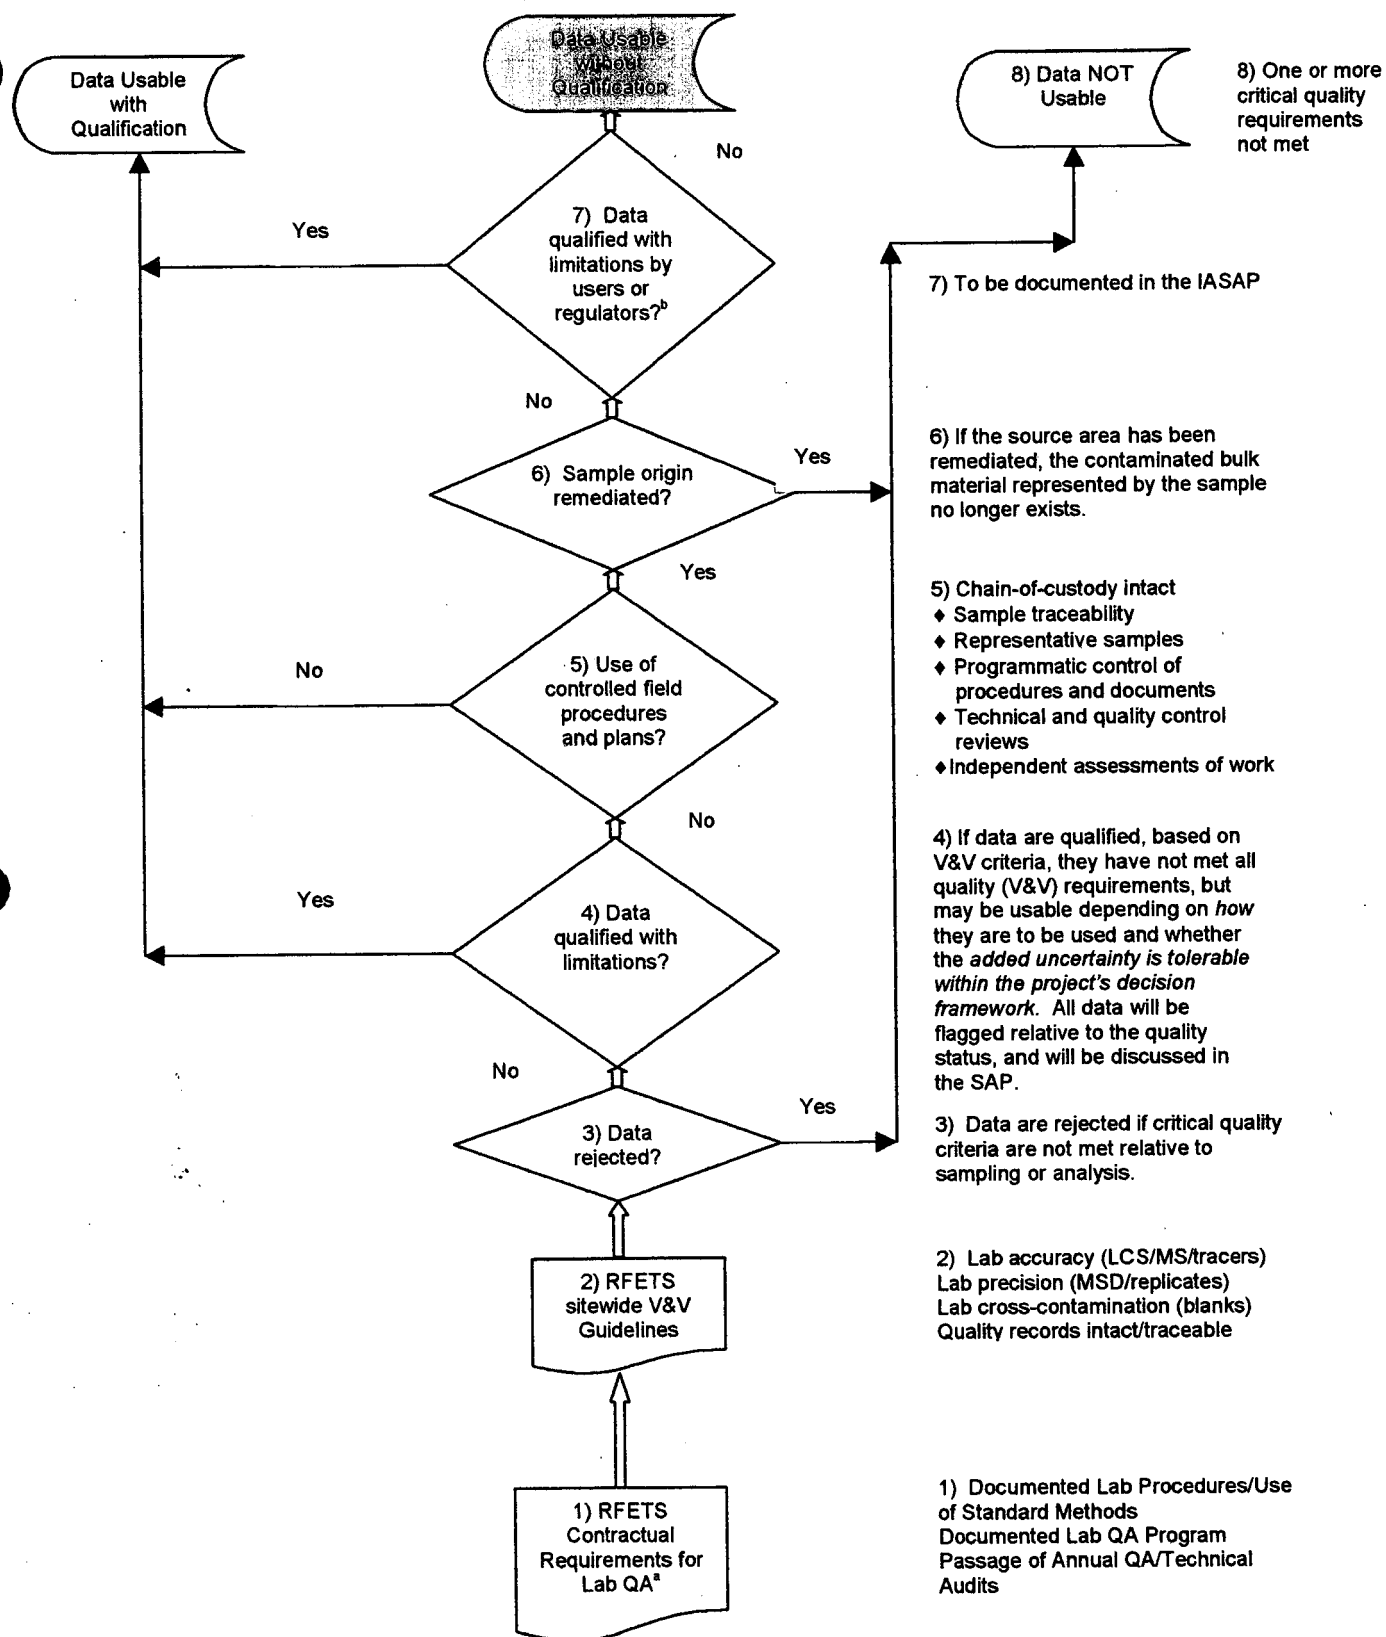 Data Usable
with
Qualification
Data Usable
without
Qualification
8) Data NOT
Usable
8) One or more
critical quality
requirements
not met
No
Yes
7) Data
qualified with
limitations by
users or
regulators?ᵇ
7) To be documented in the IASAP
No
6) Sample origin
remediated?
Yes
6) If the source area has been
remediated, the contaminated bulk
material represented by the sample
no longer exists.
Yes
No
5) Use of
controlled field
procedures
and plans?
5) Chain-of-custody intact
♦ Sample traceability
♦ Representative samples
♦ Programmatic control of
procedures and documents
♦ Technical and quality control
reviews
♦Independent assessments of work
No
Yes
4) Data
qualified with
limitations?
4) If data are qualified, based on
V&V criteria, they have not met all
quality (V&V) requirements, but
may be usable depending on how
they are to be used and whether
the added uncertainty is tolerable
within the project's decision
framework. All data will be
flagged relative to the quality
status, and will be discussed in
the SAP.
No
3) Data
rejected?
Yes
3) Data are rejected if critical quality
criteria are not met relative to
sampling or analysis.
2) RFETS
sitewide V&V
Guidelines
2) Lab accuracy (LCS/MS/tracers)
Lab precision (MSD/replicates)
Lab cross-contamination (blanks)
Quality records intact/traceable
1) RFETS
Contractual
Requirements for
Lab QAᵃ
1) Documented Lab Procedures/Use
of Standard Methods
Documented Lab QA Program
Passage of Annual QA/Technical
Audits